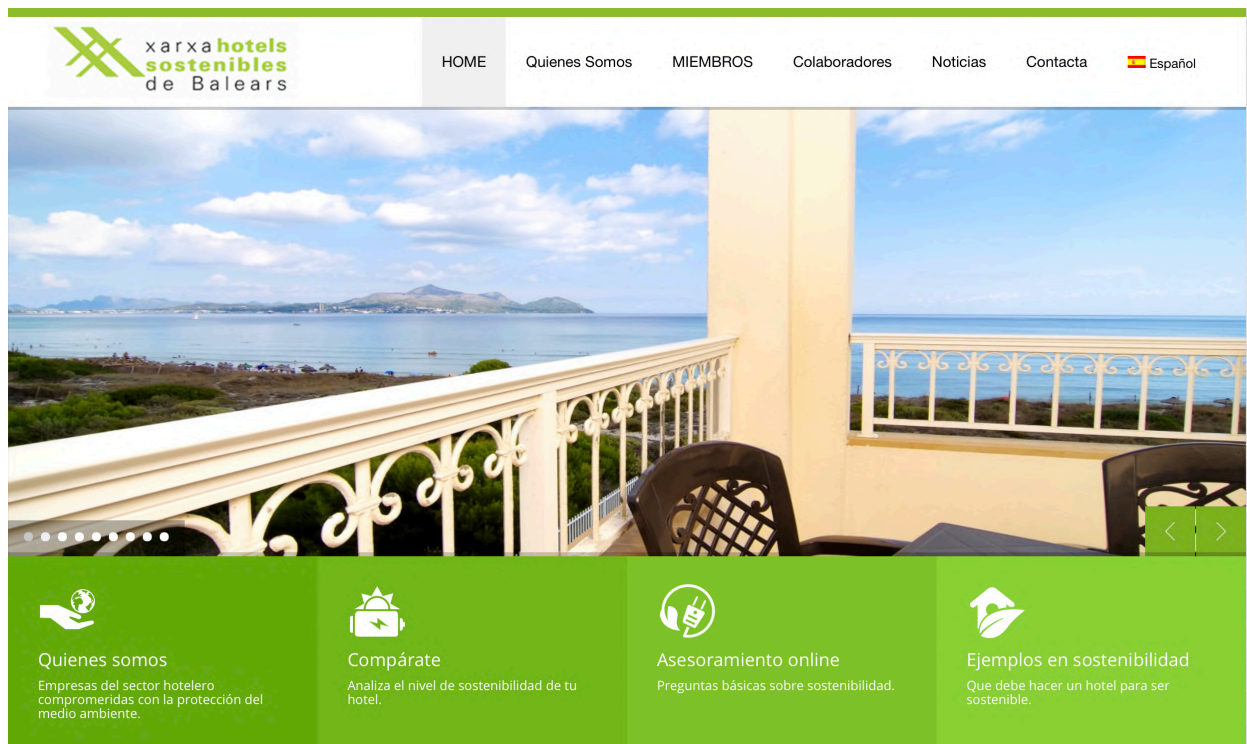 xarxa hotels
sostenibles
de Balears
HOME Quienes Somos MIEMBROS Colaboradores Noticias Contacta Español
Quienes somos
Empresas del sector hotelero
compromeridas con la protección del
medio ambiente.
Compárate
Analiza el nivel de sostenibilidad de tu
hotel.
Asesoramiento online
Preguntas básicas sobre sostenibilidad.
Ejemplos en sostenibilidad
Que debe hacer un hotel para ser
sostenible.